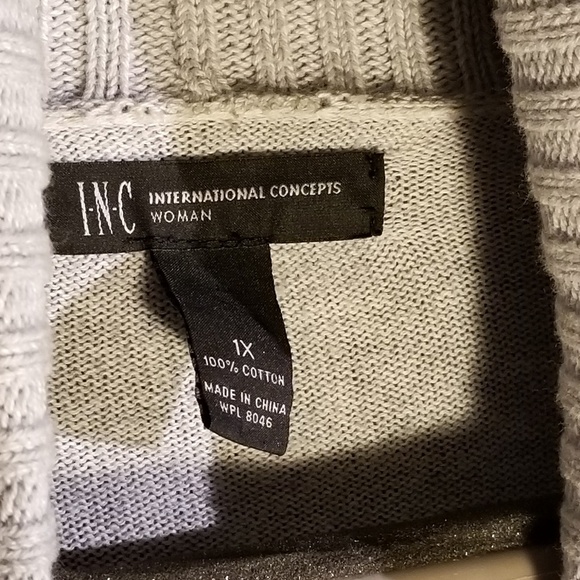 I·N·C INTERNATIONAL CONCEPTS
WOMAN
1X
100% COTTON
MADE IN CHINA
WPL 8046